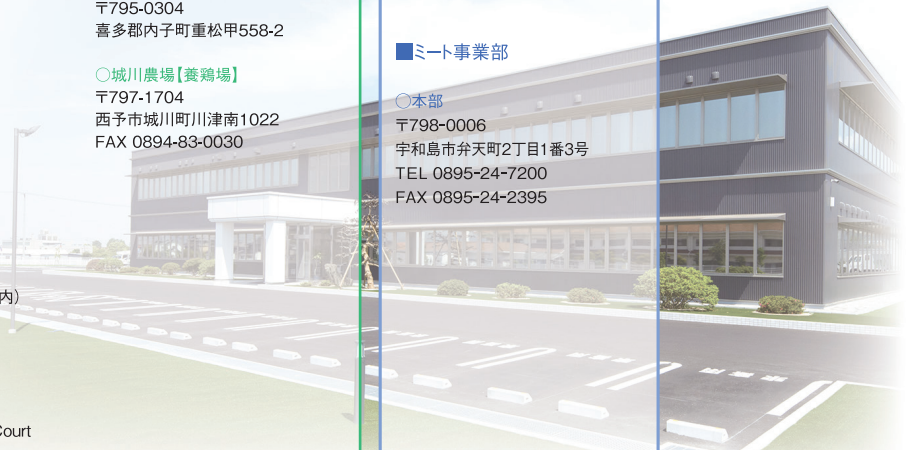 〒795-0304
喜多郡内子町重松甲558-2
○城川農場【養鶏場】
〒797-1704
西予市城川町川津南1022
FAX 0894-83-0030
内）
Court
■ミート事業部
○本部
〒798-0006
宇和島市弁天町2丁目1番3号
TEL 0895-24-7200
FAX 0895-24-2395